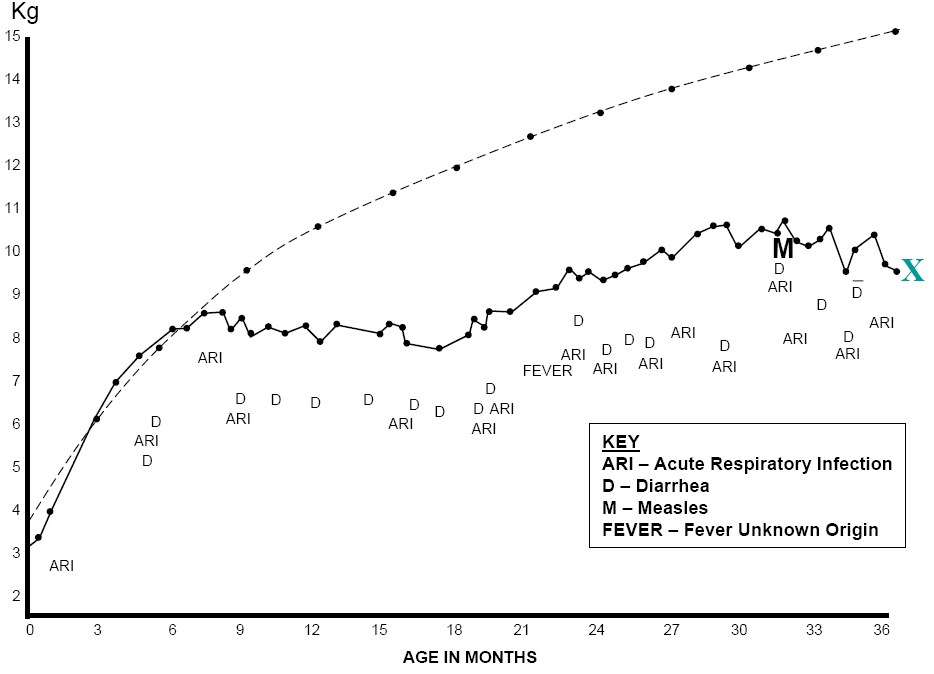 Kg
15
14
13
12
11
10
9
8
7
6
5
4
3
2
ARI
D
ARI
D
ARI
D
ARI
D
D
D
D
ARI
D
D
D ARI
ARI
FEVER
D
ARI
D
ARI
D
D
ARI
ARI
D
ARI
M
D
ARI
ARI
D
D
ARI
D
ARI
X
KEY
ARI – Acute Respiratory Infection
D – Diarrhea
M – Measles
FEVER – Fever Unknown Origin
0 3 6 9 12 15 18 21 24 27 30 33 36
AGE IN MONTHS